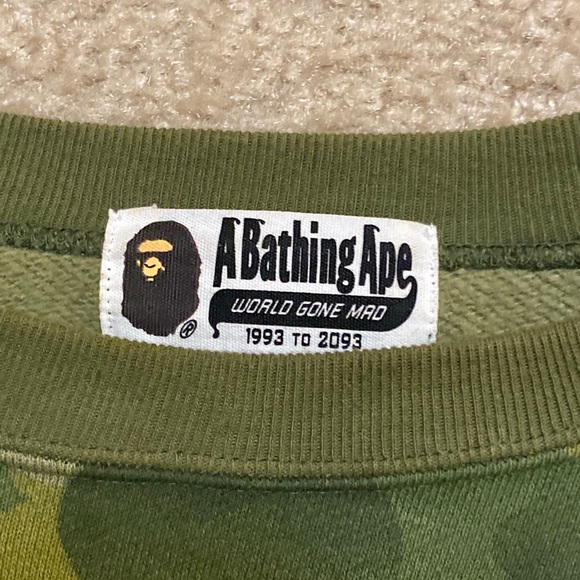 A Bathing Ape
WORLD GONE MAD
®
1993 TO 2093